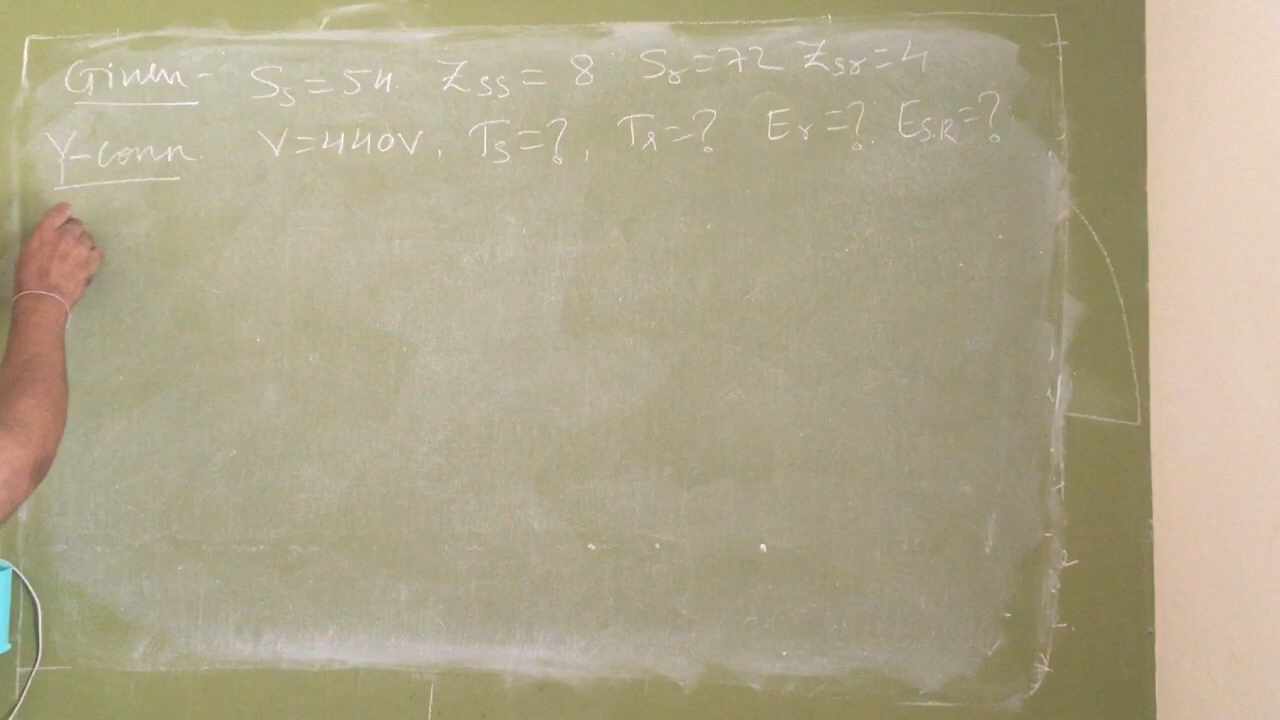 Given - Ss = 54. Zss = 8 Sr = 72 Zsr = 4
Y-conn. V = 440V, Ts = ?, Tr = ? Er = ?. ES.R = ?